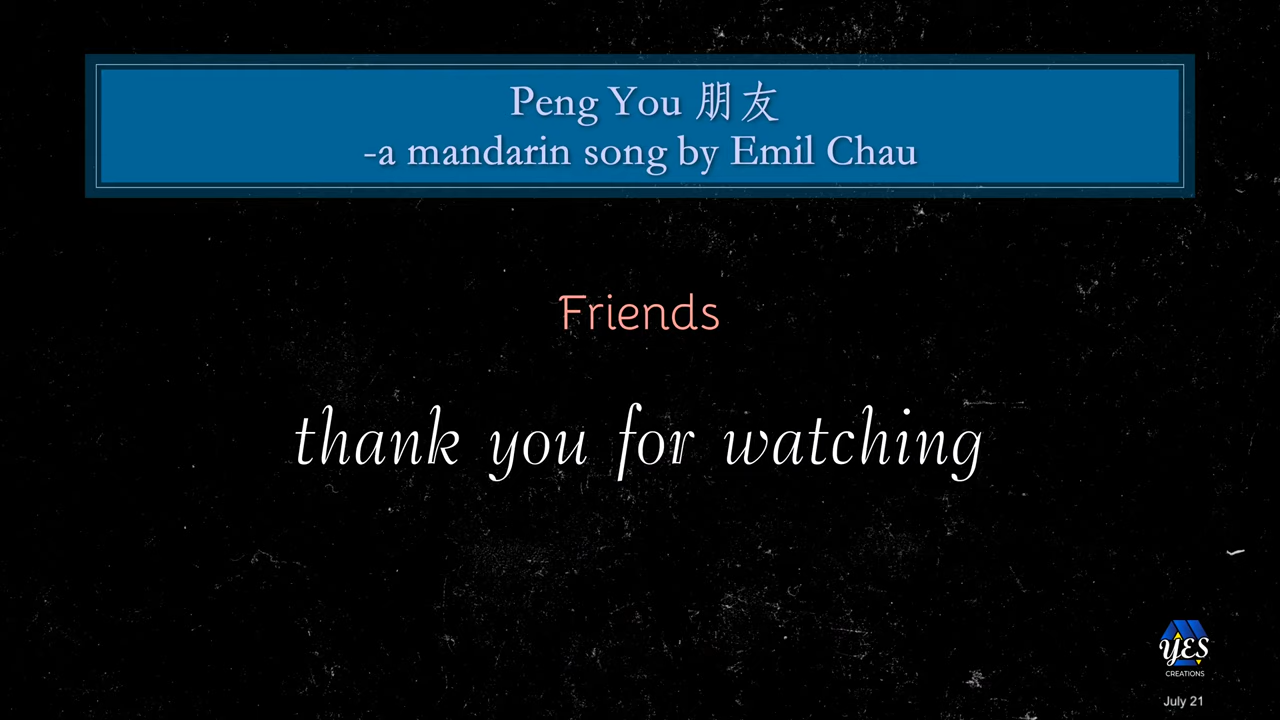 Peng You 朋友
-a mandarin song by Emil Chau
Friends
thank you for watching
YES
CREATIONS
July 21